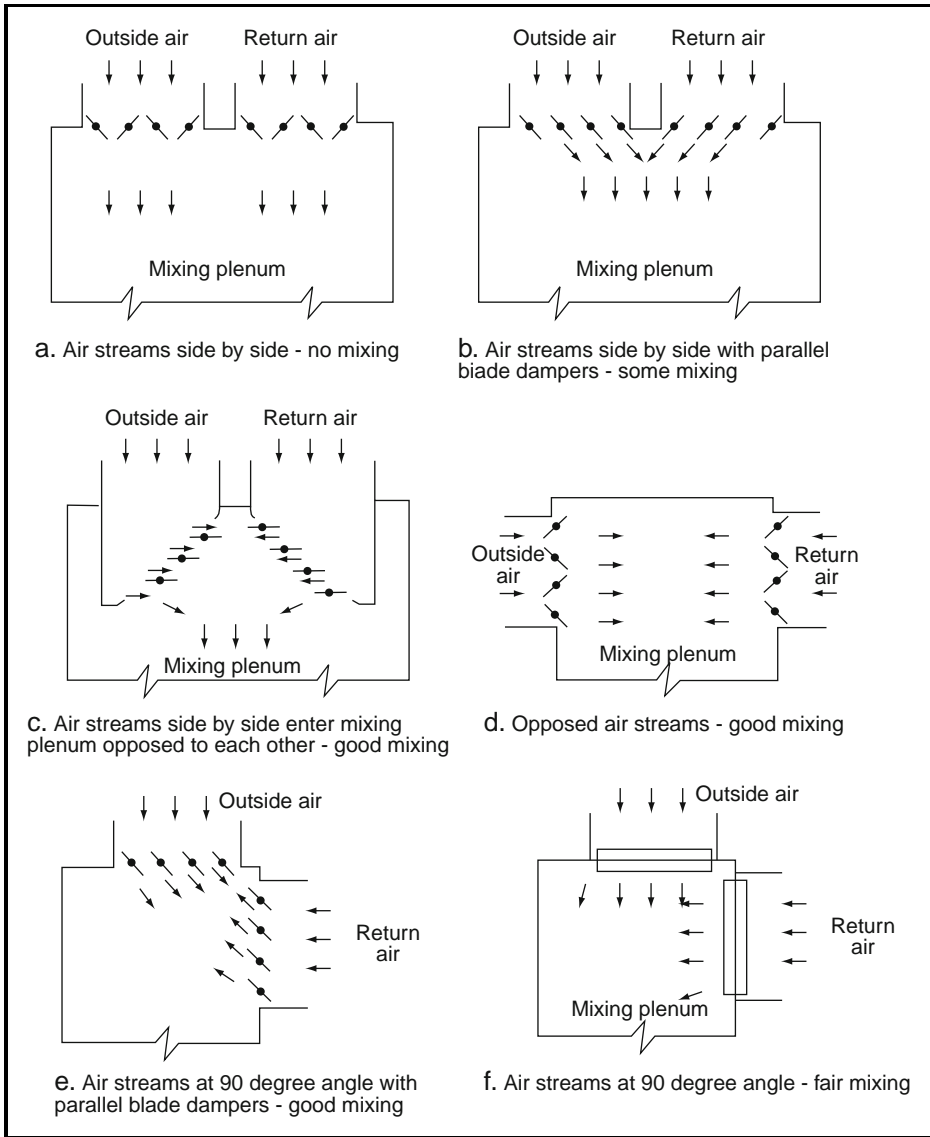 Outside air Return air
Mixing plenum
a. Air streams side by side - no mixing
Outside air Return air
Mixing plenum
b. Air streams side by side with parallel
blade dampers - some mixing
Outside air Return air
Mixing plenum
c. Air streams side by side enter mixing
plenum opposed to each other - good mixing
Outside
air
Return
air
Mixing plenum
d. Opposed air streams - good mixing
Outside air
Return
air
e. Air streams at 90 degree angle with
parallel blade dampers - good mixing
Outside air
Return
air
Mixing plenum
f. Air streams at 90 degree angle - fair mixing